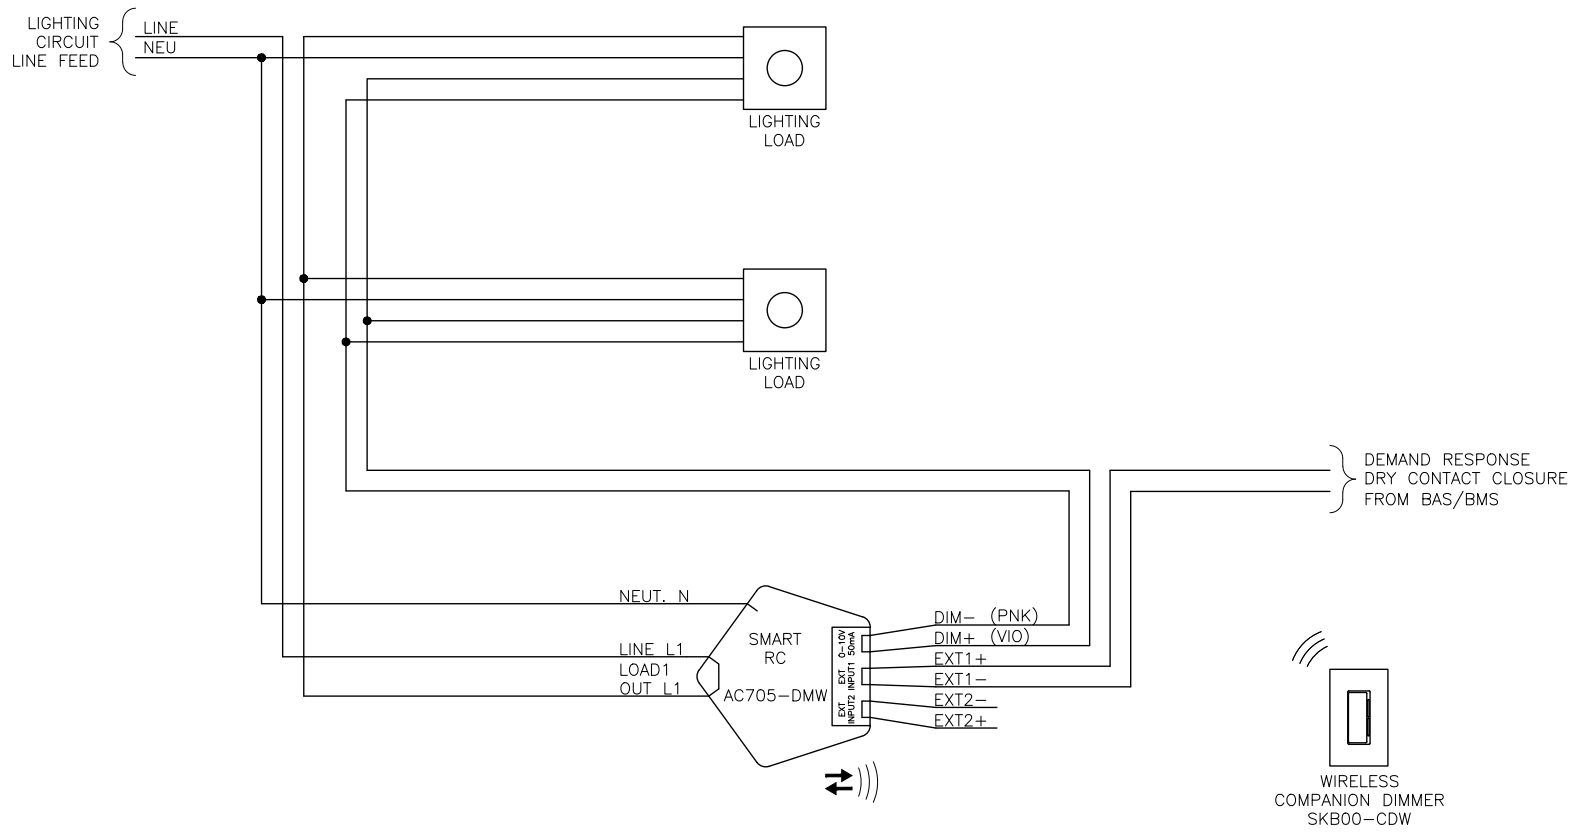 LIGHTING
CIRCUIT
LINE FEED
LINE
NEU
LIGHTING
LOAD
LIGHTING
LOAD
DEMAND RESPONSE
DRY CONTACT CLOSURE
FROM BAS/BMS
NEUT. N
LINE L1
LOAD1
OUT L1
SMART
RC
AC705-DMW
0-10V
50mA
EXT
INPUT1
EXT
INPUT2
DIM- (PNK)
DIM+ (VIO)
EXT1+
EXT1-
EXT2-
EXT2+
WIRELESS
COMPANION DIMMER
SKB00-CDW